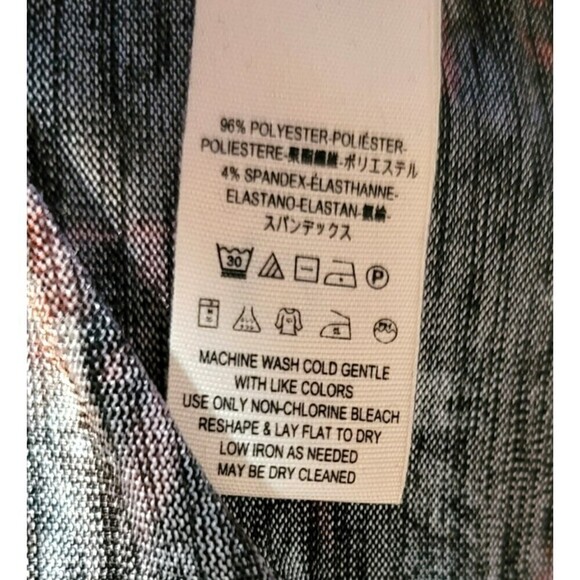 96% POLYESTER-POLIÉSTER-
POLIESTERE-聚酯纖維-ポリエステル
4% SPANDEX-ÉLASTHANNE-
ELASTANO-ELASTAN-氨綸-
スパンデックス
30 P
MACHINE WASH COLD GENTLE
WITH LIKE COLORS
USE ONLY NON-CHLORINE BLEACH
RESHAPE & LAY FLAT TO DRY
LOW IRON AS NEEDED
MAY BE DRY CLEANED